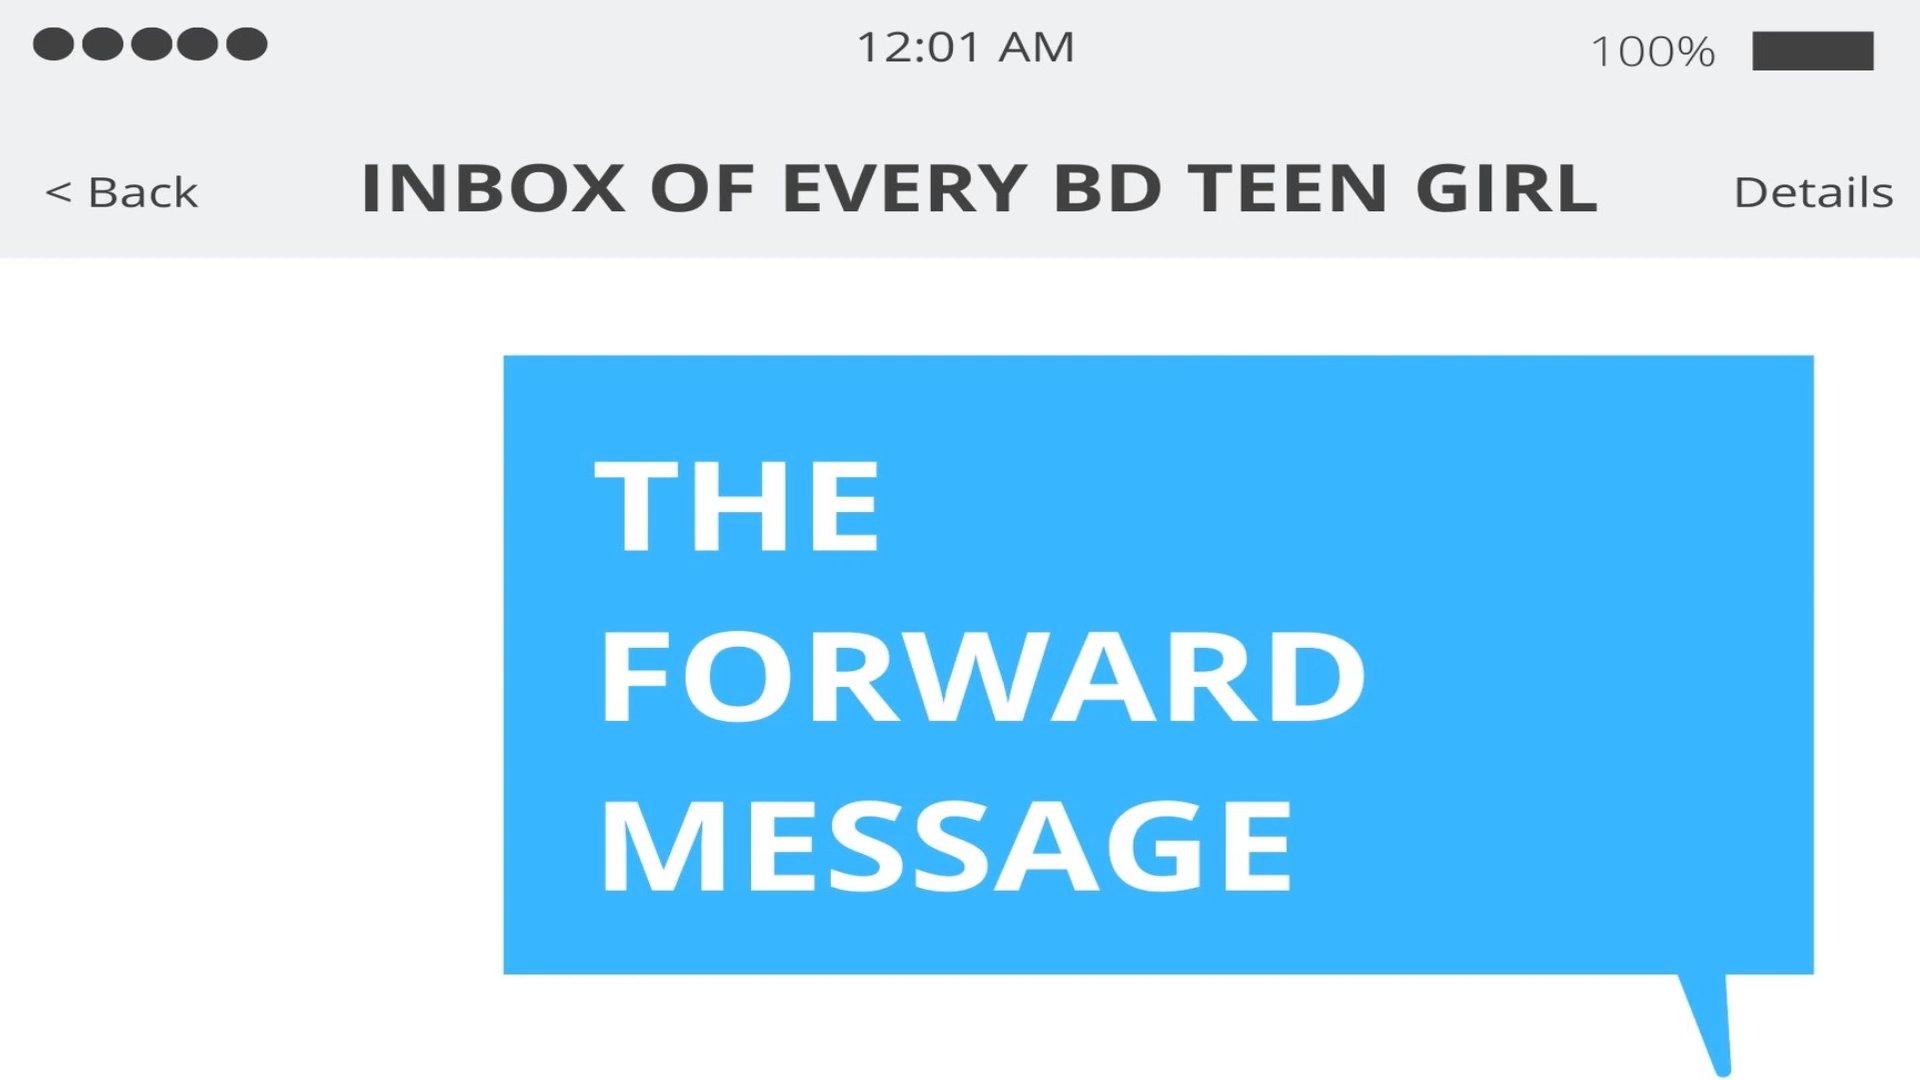 12:01 AM
100%
< Back
INBOX OF EVERY BD TEEN GIRL
Details
THE
FORWARD
MESSAGE